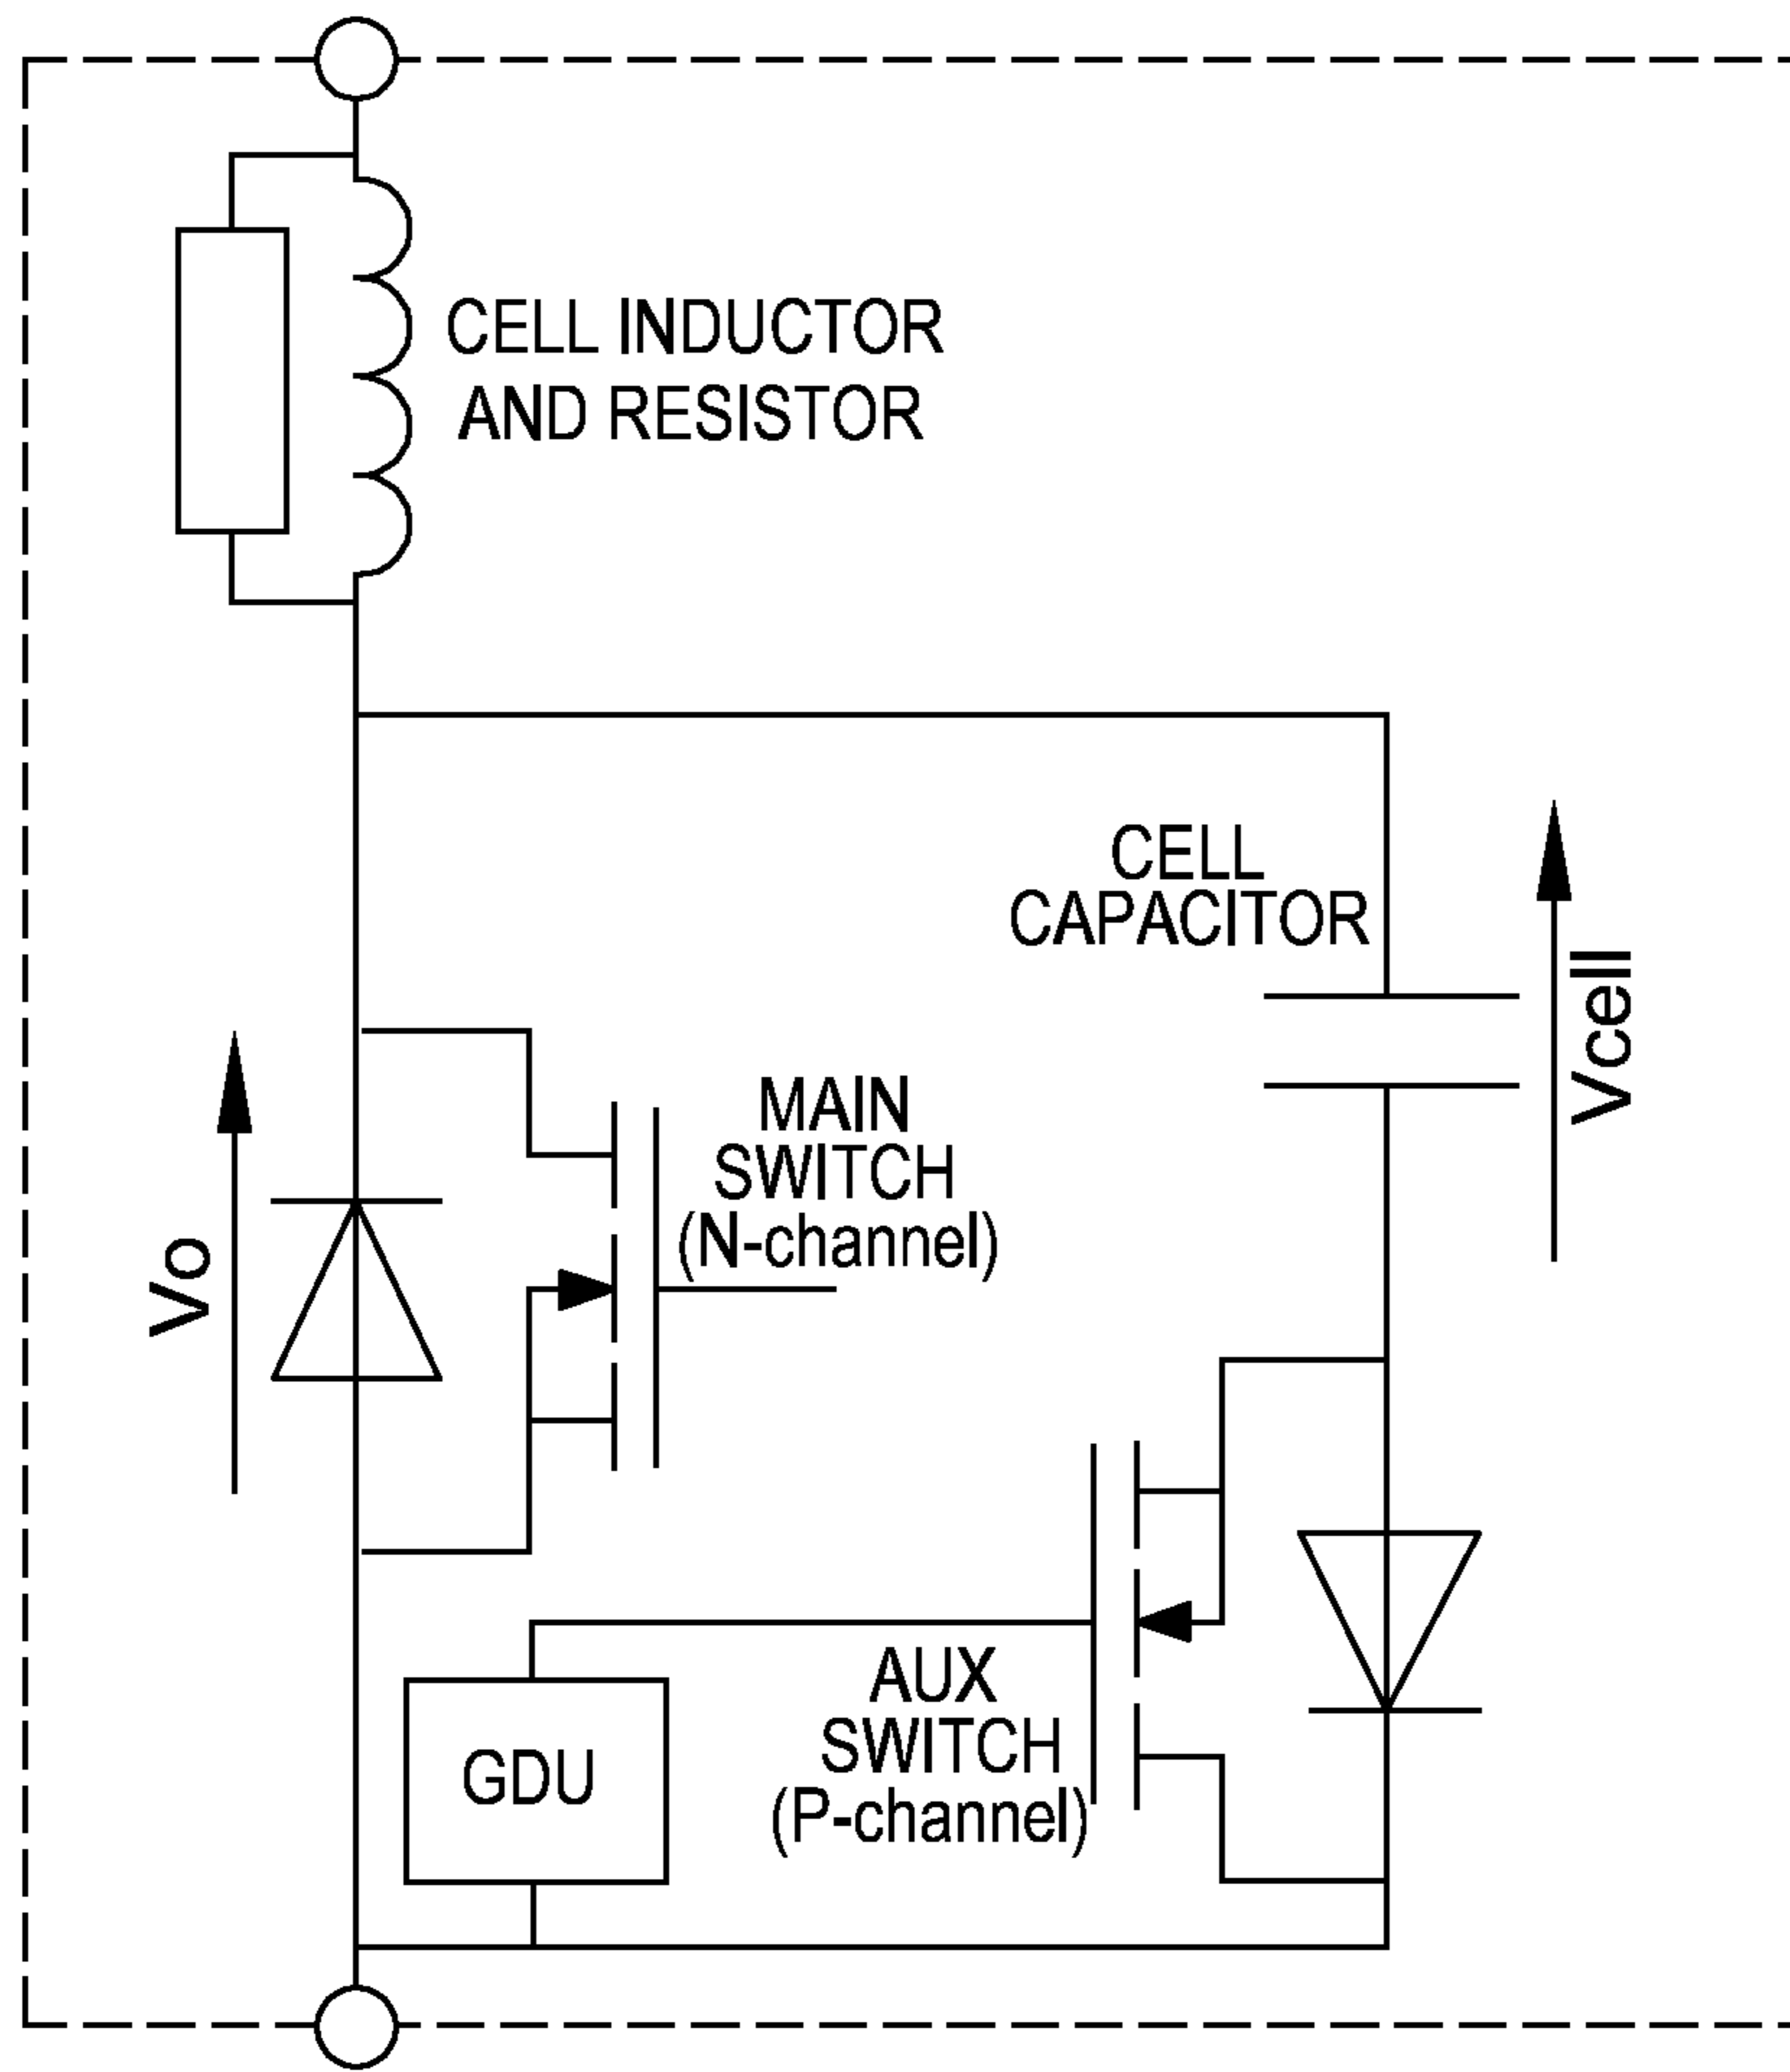 CELL INDUCTOR
AND RESISTOR
CELL
CAPACITOR
Vcell
MAIN
SWITCH
(N-channel)
Vo
AUX
SWITCH
(P-channel)
GDU